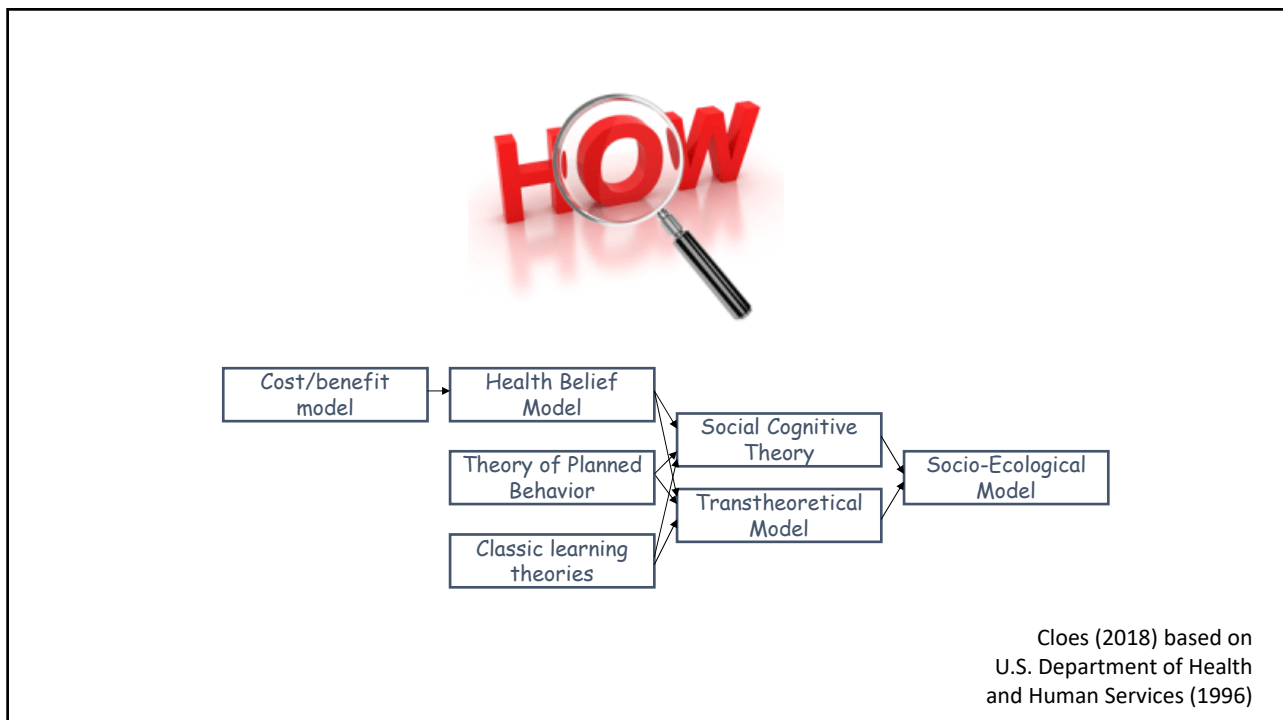 HOW
Cost/benefit
model
Health Belief
Model
Theory of Planned
Behavior
Classic learning
theories
Social Cognitive
Theory
Transtheoretical
Model
Socio-Ecological
Model
Cloes (2018) based on
U.S. Department of Health
and Human Services (1996)